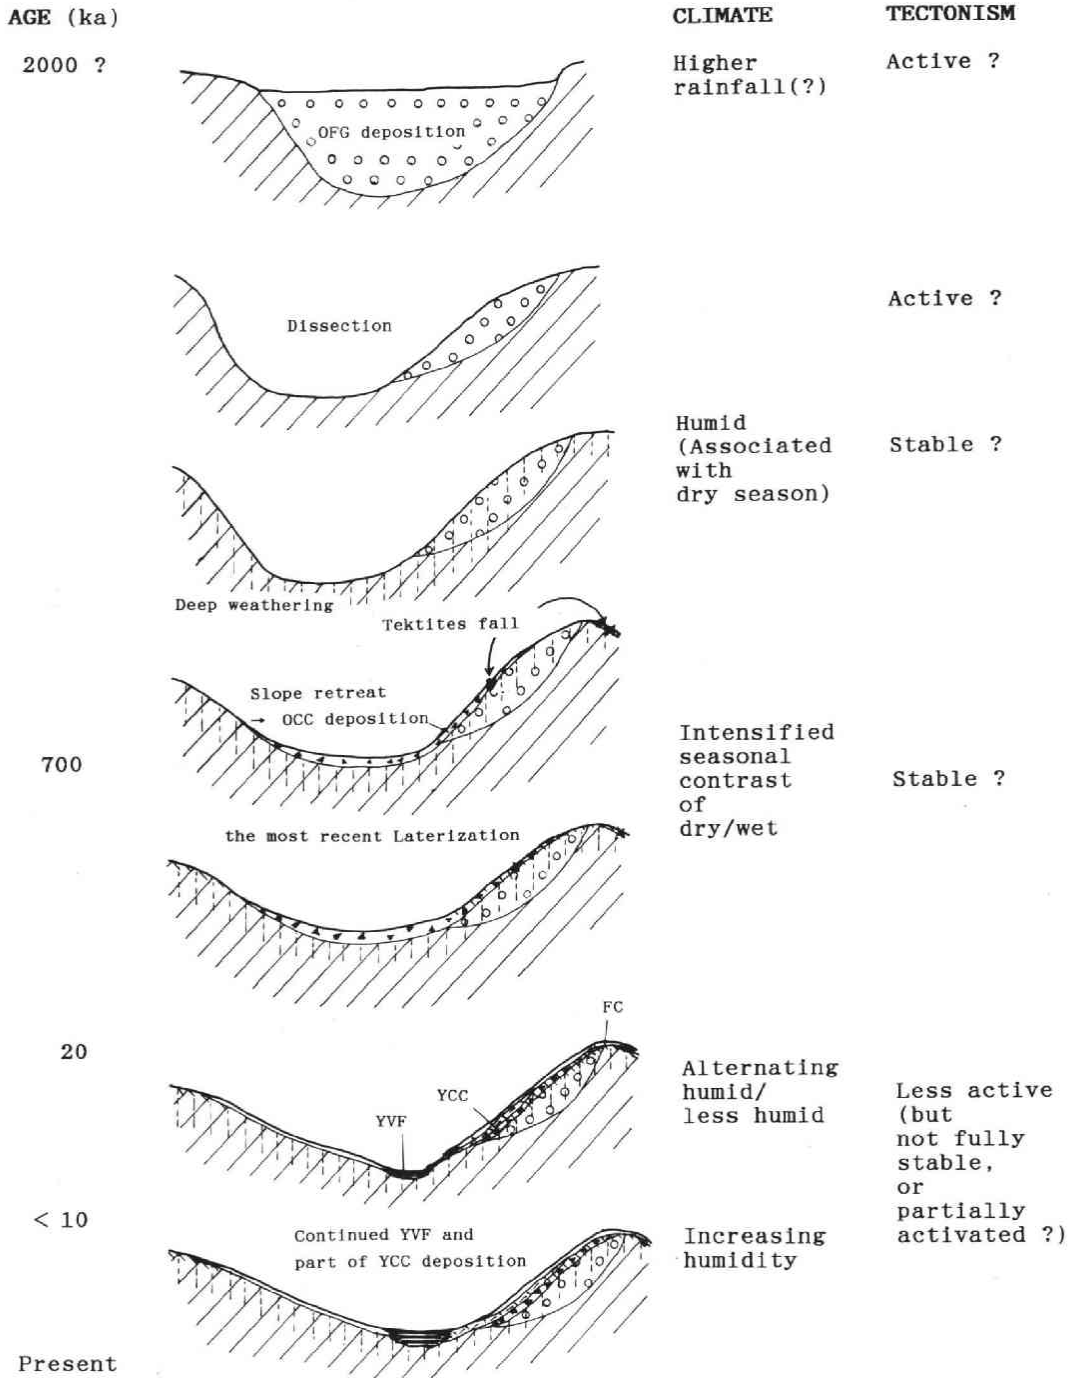 AGE (ka)
CLIMATE
TECTONISM
2000 ?
Higher
rainfall(?)
Active ?
OFG deposition
Dissection
Active ?
Humid
(Associated
with
dry season)
Stable ?
Deep weathering
Tektites fall
Slope retreat
→ OCC deposition
700
Intensified
seasonal
contrast
of
dry/wet
Stable ?
the most recent Laterization
FC
20
YCC
YVF
Alternating
humid/
less humid
Less active
(but
not fully
stable,
or
partially
activated ?)
< 10
Continued YVF and
part of YCC deposition
Increasing
humidity
Present